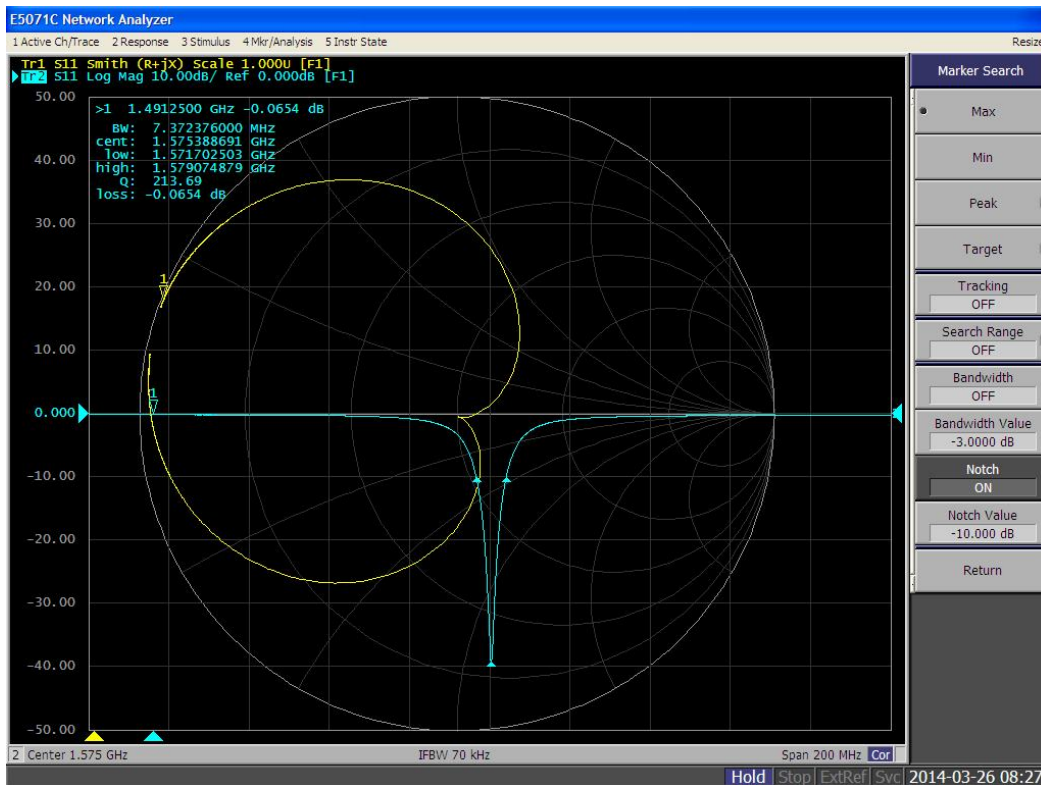 E5071C Network Analyzer
1 Active Ch/Trace 2 Response 3 Stimulus 4 Mkr/Analysis 5 Instr State
Resize
Tr1 S11 Smith (R+jX) Scale 1.000U [F1]
Tr2 S11 Log Mag 10.00dB/ Ref 0.000dB [F1]
50.00
>1 1.4912500 GHz -0.0654 dB
BW: 7.372376000 MHz
cent: 1.575388691 GHz
low: 1.571702503 GHz
high: 1.579074879 GHz
Q: 213.69
loss: -0.0654 dB
40.00
30.00
20.00
1
10.00
1
0.000
-10.00
-20.00
-30.00
-40.00
-50.00
2 Center 1.575 GHz
IFBW 70 kHz
Span 200 MHz Cor
Marker Search
Max
Min
Peak
Target
Tracking
OFF
Search Range
OFF
Bandwidth
OFF
Bandwidth Value
-3.0000 dB
Notch
ON
Notch Value
-10.000 dB
Return
Hold Stop ExtRef Svc 2014-03-26 08:27